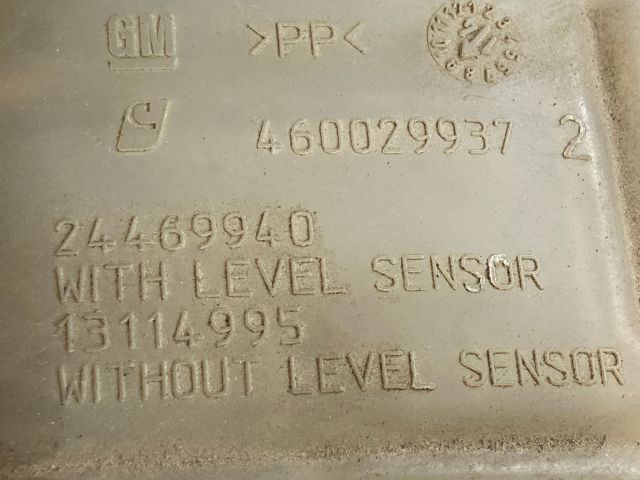 GM >PP<
460029937 2
24469940
WITH LEVEL SENSOR
13114995
WITHOUT LEVEL SENSOR